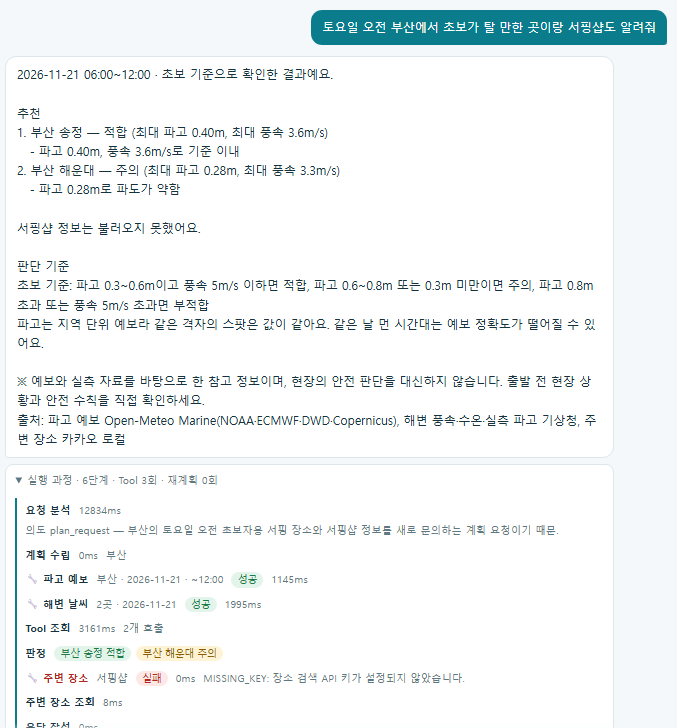 토요일 오전 부산에서 초보가 탈 만한 곳이랑 서핑샵도 알려줘
2026-11-21 06:00~12:00 · 초보 기준으로 확인한 결과예요.
추천
1. 부산 송정 — 적합 (최대 파고 0.40m, 최대 풍속 3.6m/s)
- 파고 0.40m, 풍속 3.6m/s로 기준 이내
2. 부산 해운대 — 주의 (최대 파고 0.28m, 최대 풍속 3.3m/s)
- 파고 0.28m로 파도가 약함
서핑샵 정보는 불러오지 못했어요.
판단 기준
초보 기준: 파고 0.3~0.6m이고 풍속 5m/s 이하면 적합, 파고 0.6~0.8m 또는 0.3m 미만이면 주의, 파고 0.8m
초과 또는 풍속 5m/s 초과면 부적합
파고는 지역 단위 예보라 같은 격자의 스팟은 값이 같아요. 같은 날 먼 시간대는 예보 정확도가 떨어질 수 있
어요.
※ 예보와 실측 자료를 바탕으로 한 참고 정보이며, 현장의 안전 판단을 대신하지 않습니다. 출발 전 현장 상
황과 안전 수칙을 직접 확인하세요.
출처: 파고 예보 Open-Meteo Marine(NOAA·ECMWF·DWD·Copernicus), 해변 풍속·수온·실측 파고 기상청, 주
변 장소 카카오 로컬
▼ 실행 과정 · 6단계 · Tool 3회 · 재계획 0회
요청 분석 12834ms
의도 plan_request — 부산의 토요일 오전 초보자용 서핑 장소와 서핑샵 정보를 새로 문의하는 계획 요청이기 때문.
계획 수립 0ms 부산
파고 예보 부산 · 2026-11-21 · ~12:00 성공 1145ms
해변 날씨 2곳 · 2026-11-21 성공 1995ms
Tool 조회 3161ms 2개 호출
판정 부산 송정 적합 부산 해운대 주의
주변 장소 서핑샵 실패 0ms MISSING_KEY: 장소 검색 API 키가 설정되지 않았습니다.
주변 장소 조회 8ms
응답 작성 0ms